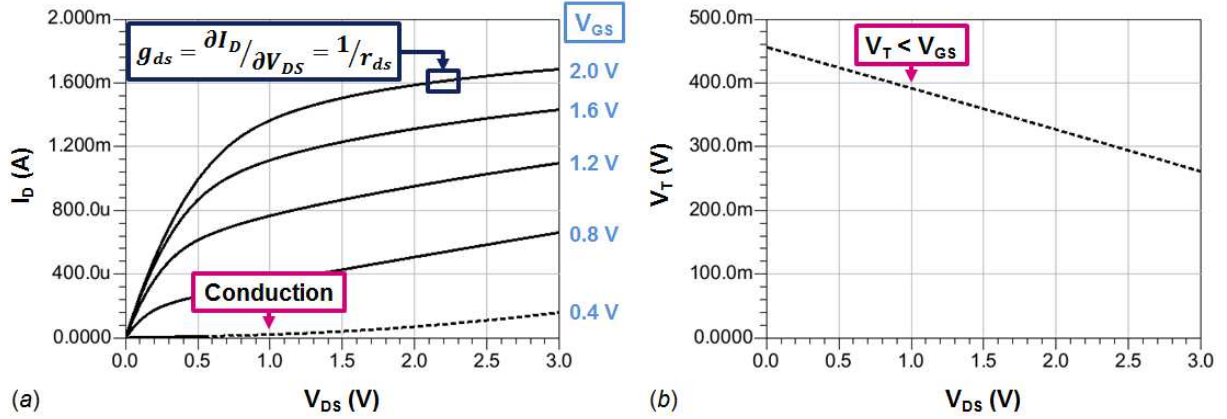 2.000m
1.600m
1.200m
800.0u
400.0u
0.0000
I_D (A)
g_ds = ∂I_D/∂V_DS = 1/r_ds
V_GS
2.0 V
1.6 V
1.2 V
0.8 V
0.4 V
Conduction
0.0 0.5 1.0 1.5 2.0 2.5 3.0
V_DS (V)
(a)
500.0m
400.0m
300.0m
200.0m
100.0m
0.0000
V_T (V)
V_T < V_GS
0.0 0.5 1.0 1.5 2.0 2.5 3.0
V_DS (V)
(b)